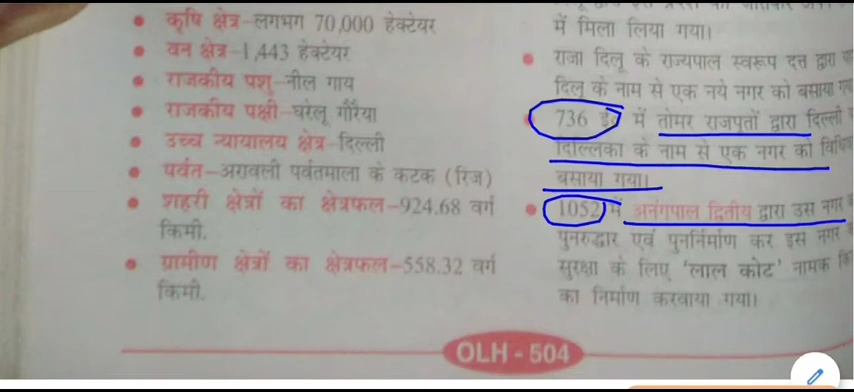 • कृषि क्षेत्र–लगभग 70,000 हेक्टेयर
• वन क्षेत्र–1,443 हेक्टेयर
• राजकीय पशु–नील गाय
• राजकीय पक्षी–घरेलू गौरैया
• उच्च न्यायालय क्षेत्र–दिल्ली
• पर्वत–अरावली पर्वतमाला के कटक (रिज)
• शहरी क्षेत्रों का क्षेत्रफल–924.68 वर्ग
किमी.
• ग्रामीण क्षेत्रों का क्षेत्रफल–558.32 वर्ग
किमी.
में मिला लिया गया।
• राजा दिलू के राज्यपाल स्वरूप दत्त द्वारा
दिलू के नाम से एक नये नगर को बसाया
• 736 ई. में तोमर राजपूतों द्वारा दिल्ली
दिल्लिका के नाम से एक नगर को
बसाया गया।
• 1052 में अनंगपाल द्वितीय द्वारा उस नगर
पुनरुद्धार एवं पुनर्निर्माण कर इस नगर
सुरक्षा के लिए 'लाल कोट' नामक
का निर्माण करवाया गया।
OLH - 504